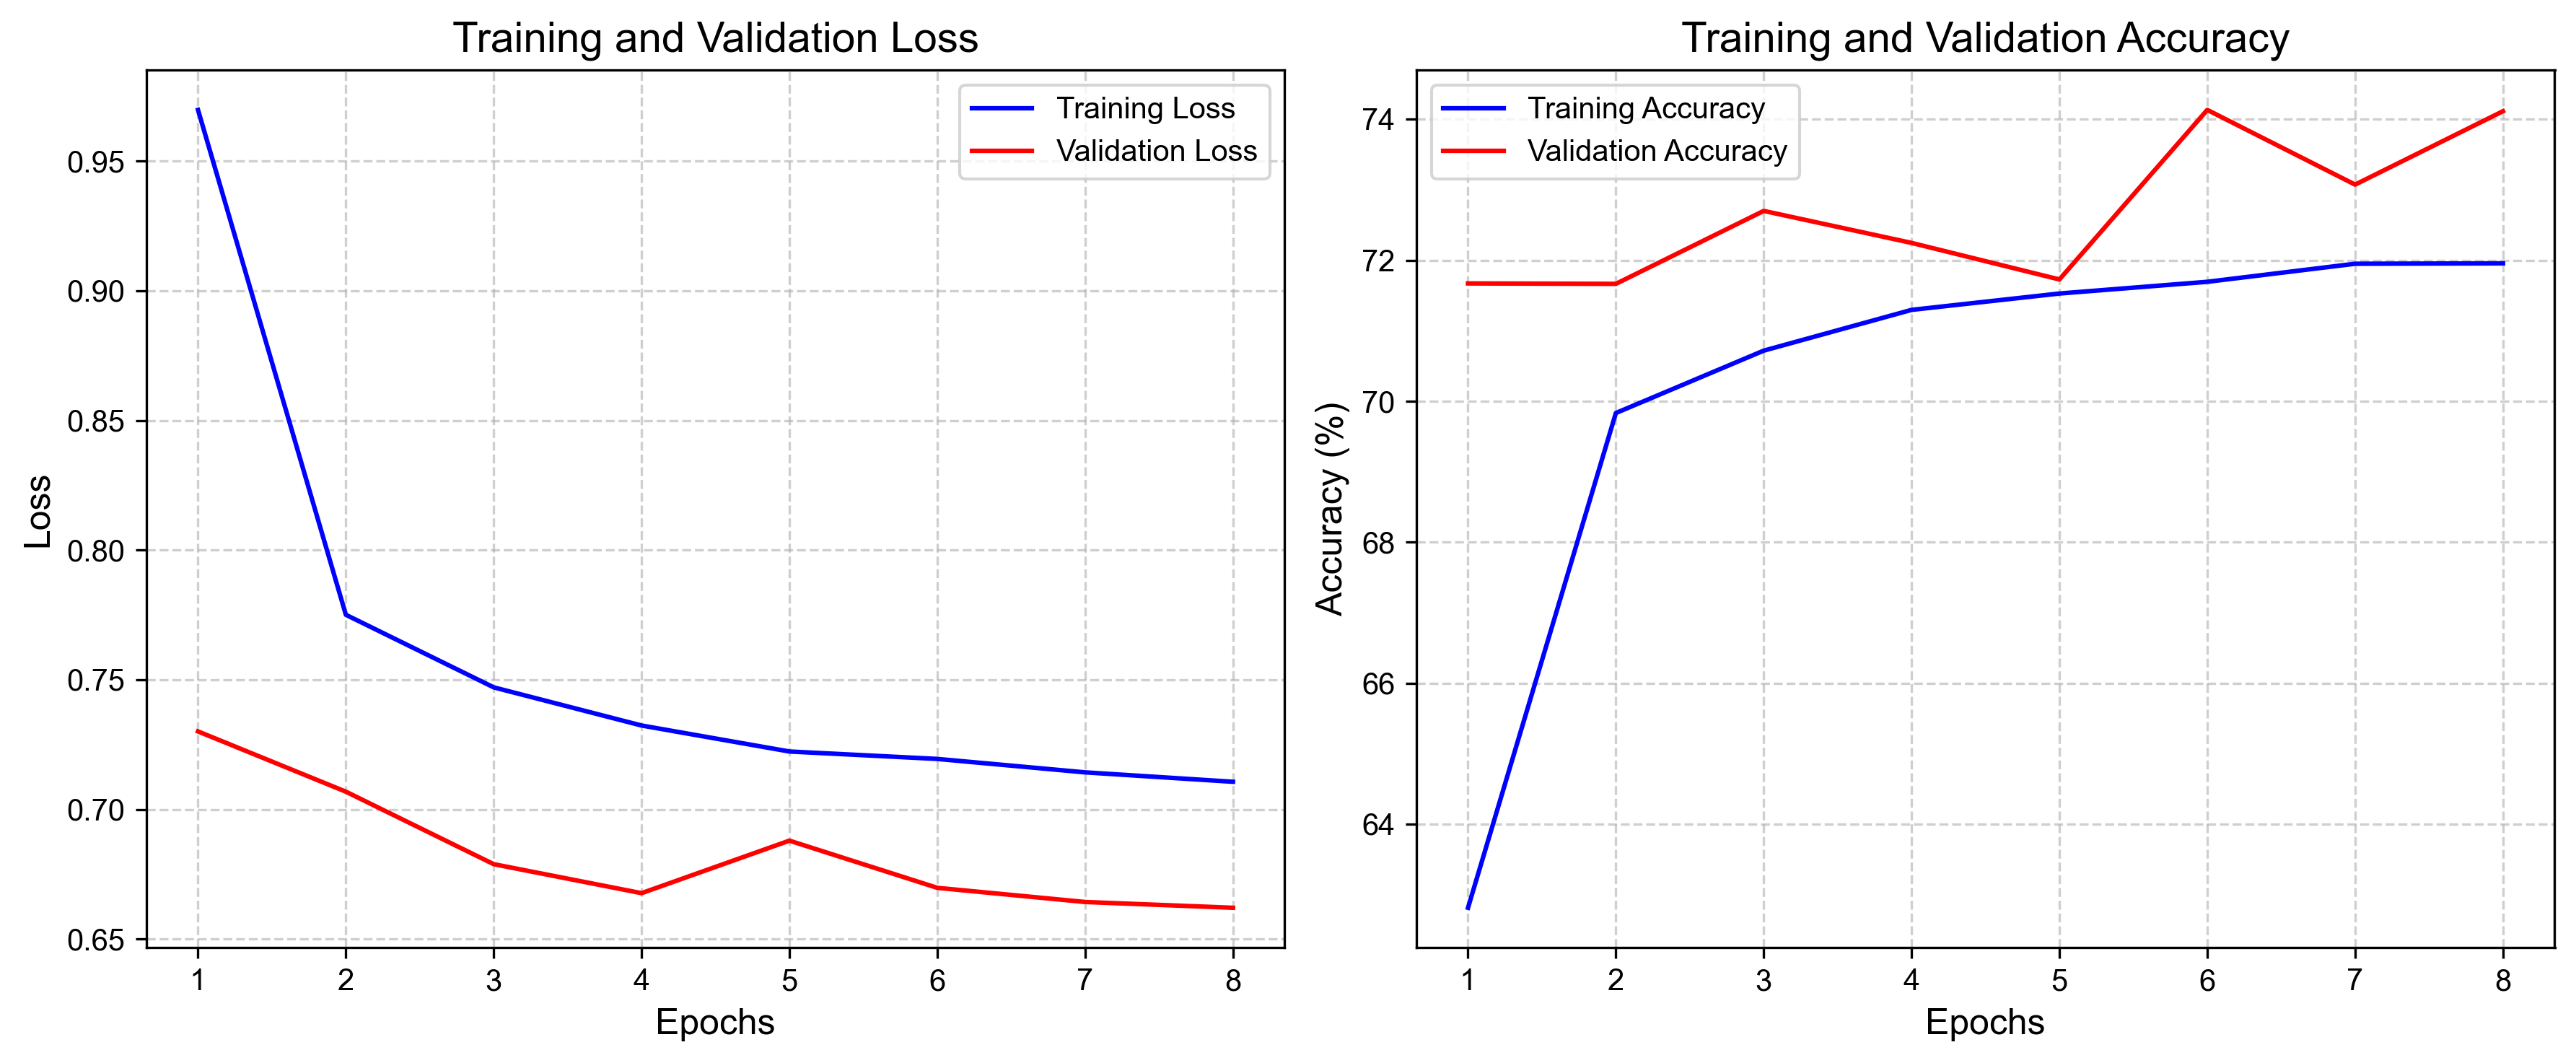 Training and Validation Loss
Training Loss
Validation Loss
0.95
0.90
0.85
0.80
0.75
0.70
0.65
Loss
1 2 3 4 5 6 7 8
Epochs
Training and Validation Accuracy
Training Accuracy
Validation Accuracy
74
72
70
68
66
64
Accuracy (%)
1 2 3 4 5 6 7 8
Epochs